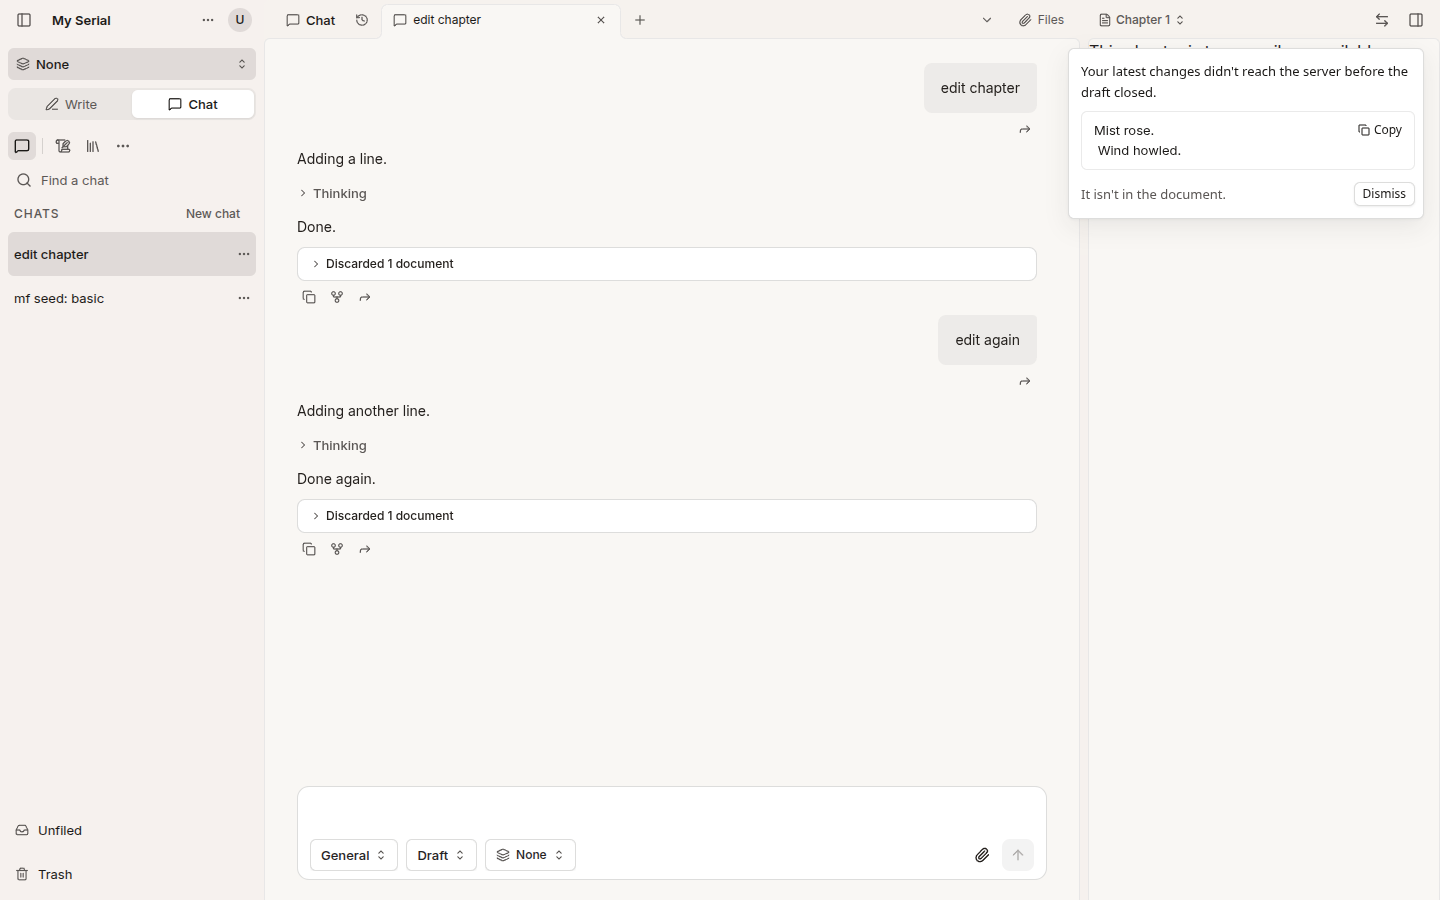 My Serial
U
Chat
edit chapter
Files
Chapter 1
None
Write
Chat
Find a chat
CHATS
New chat
edit chapter
mf seed: basic
Unfiled
Trash
edit chapter
Adding a line.
Thinking
Done.
Discarded 1 document
edit again
Adding another line.
Thinking
Done again.
Discarded 1 document
General
Draft
None
Your latest changes didn't reach the server before the
draft closed.
Mist rose.
Wind howled.
Copy
It isn't in the document.
Dismiss